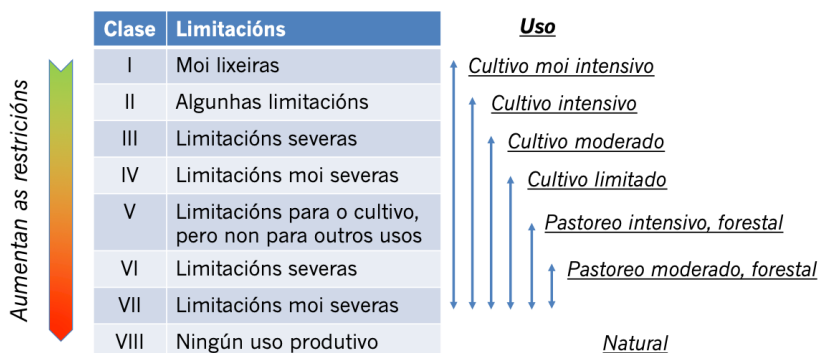 Clase Limitacións Uso
Aumentan as restricións
I Moi lixeiras Cultivo moi intensivo
II Algunhas limitacións Cultivo intensivo
III Limitacións severas Cultivo moderado
IV Limitacións moi severas Cultivo limitado
V Limitacións para o cultivo,
pero non para outros usos Pastoreo intensivo, forestal
VI Limitacións severas Pastoreo moderado, forestal
VII Limitacións moi severas
VIII Ningún uso produtivo Natural